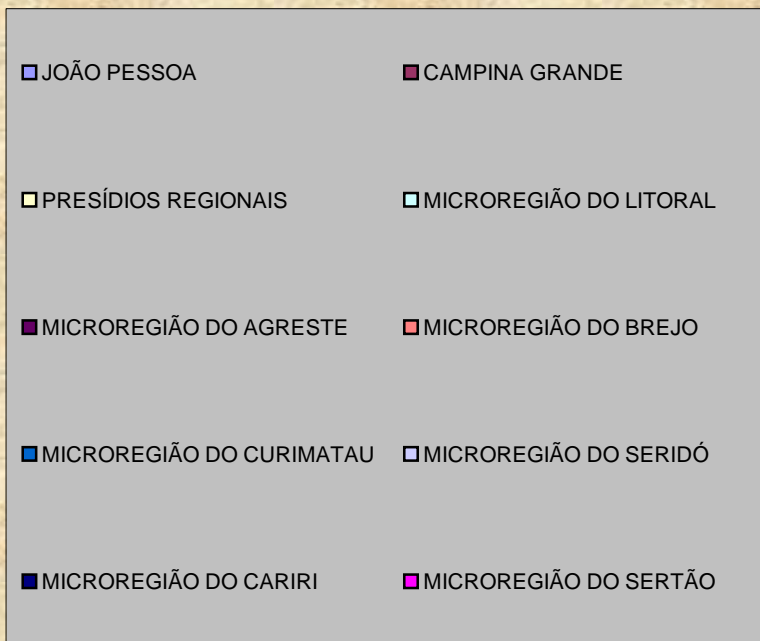 JOÃO PESSOA
CAMPINA GRANDE
PRESÍDIOS REGIONAIS
MICROREGIÃO DO LITORAL
MICROREGIÃO DO AGRESTE
MICROREGIÃO DO BREJO
MICROREGIÃO DO CURIMATAU
MICROREGIÃO DO SERIDÓ
MICROREGIÃO DO CARIRI
MICROREGIÃO DO SERTÃO